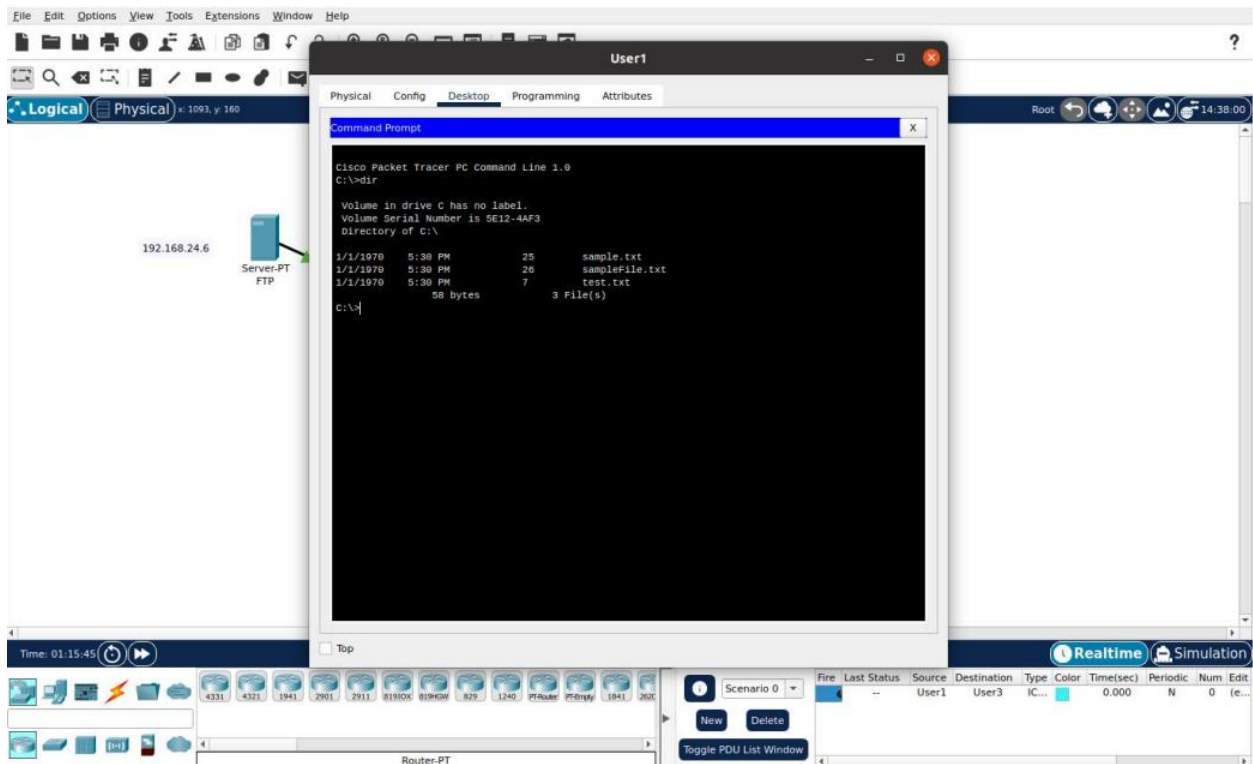 File Edit Options View Tools Extensions Window Help
?
User1
Physical Config Desktop Programming Attributes
Logical Physical x: 1093, y: 160
Root 14:38:00
Command Prompt X
Cisco Packet Tracer PC Command Line 1.0
C:\>dir
Volume in drive C has no label.
Volume Serial Number is 5E12-4AF3
Directory of C:\
1/1/1970 5:30 PM 25 sample.txt
1/1/1970 5:30 PM 26 sampleFile.txt
1/1/1970 5:30 PM 7 test.txt
58 bytes 3 File(s)
C:\>
192.168.24.6
Server-PT
FTP
Top
Time: 01:15:45
Realtime Simulation
4331 4321 1941 2901 2911 819IOX 819HGW 829 1240 PT-Router PT-Empty 1841 262C
Scenario 0
New Delete
Toggle PDU List Window
Fire Last Status Source Destination Type Color Time(sec) Periodic Num Edit
-- User1 User3 IC... 0.000 N 0 (e...
Router-PT